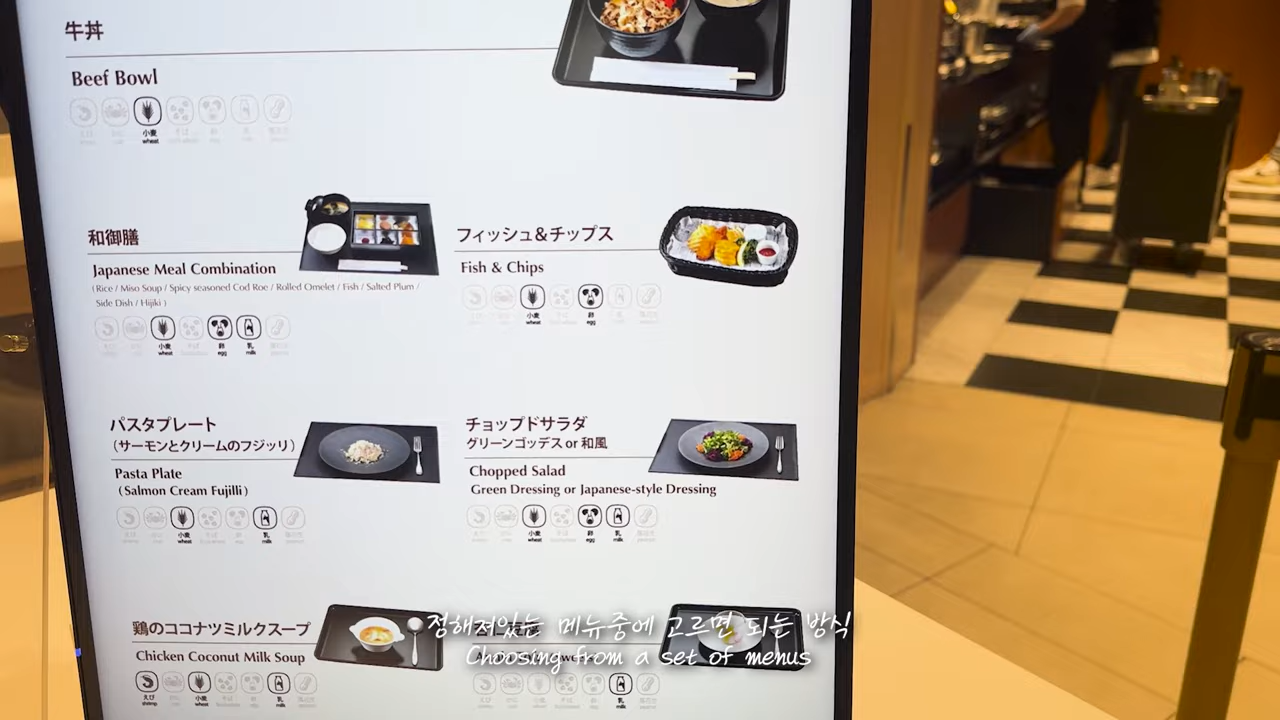 牛丼
Beef Bowl
小麦
wheat
和御膳
Japanese Meal Combination
( Rice / Miso Soup / Spicy seasoned Cod Roe / Rolled Omelet / Fish / Salted Plum /
Side Dish / Hijiki )
小麦 卵 乳
wheat egg milk
フィッシュ&チップス
Fish & Chips
小麦 卵
wheat egg
パスタプレート
（サーモンとクリームのフジッリ）
Pasta Plate
( Salmon Cream Fujilli )
小麦 乳
wheat milk
チョップドサラダ
グリーンゴッデス or 和風
Chopped Salad
Green Dressing or Japanese-style Dressing
小麦 卵 乳
wheat egg milk
鶏のココナツミルクスープ
Chicken Coconut Milk Soup
えび 小麦 乳
shrimp wheat milk
乳
milk
정해져있는 메뉴중에 고르면 되는 방식
Choosing from a set of menus